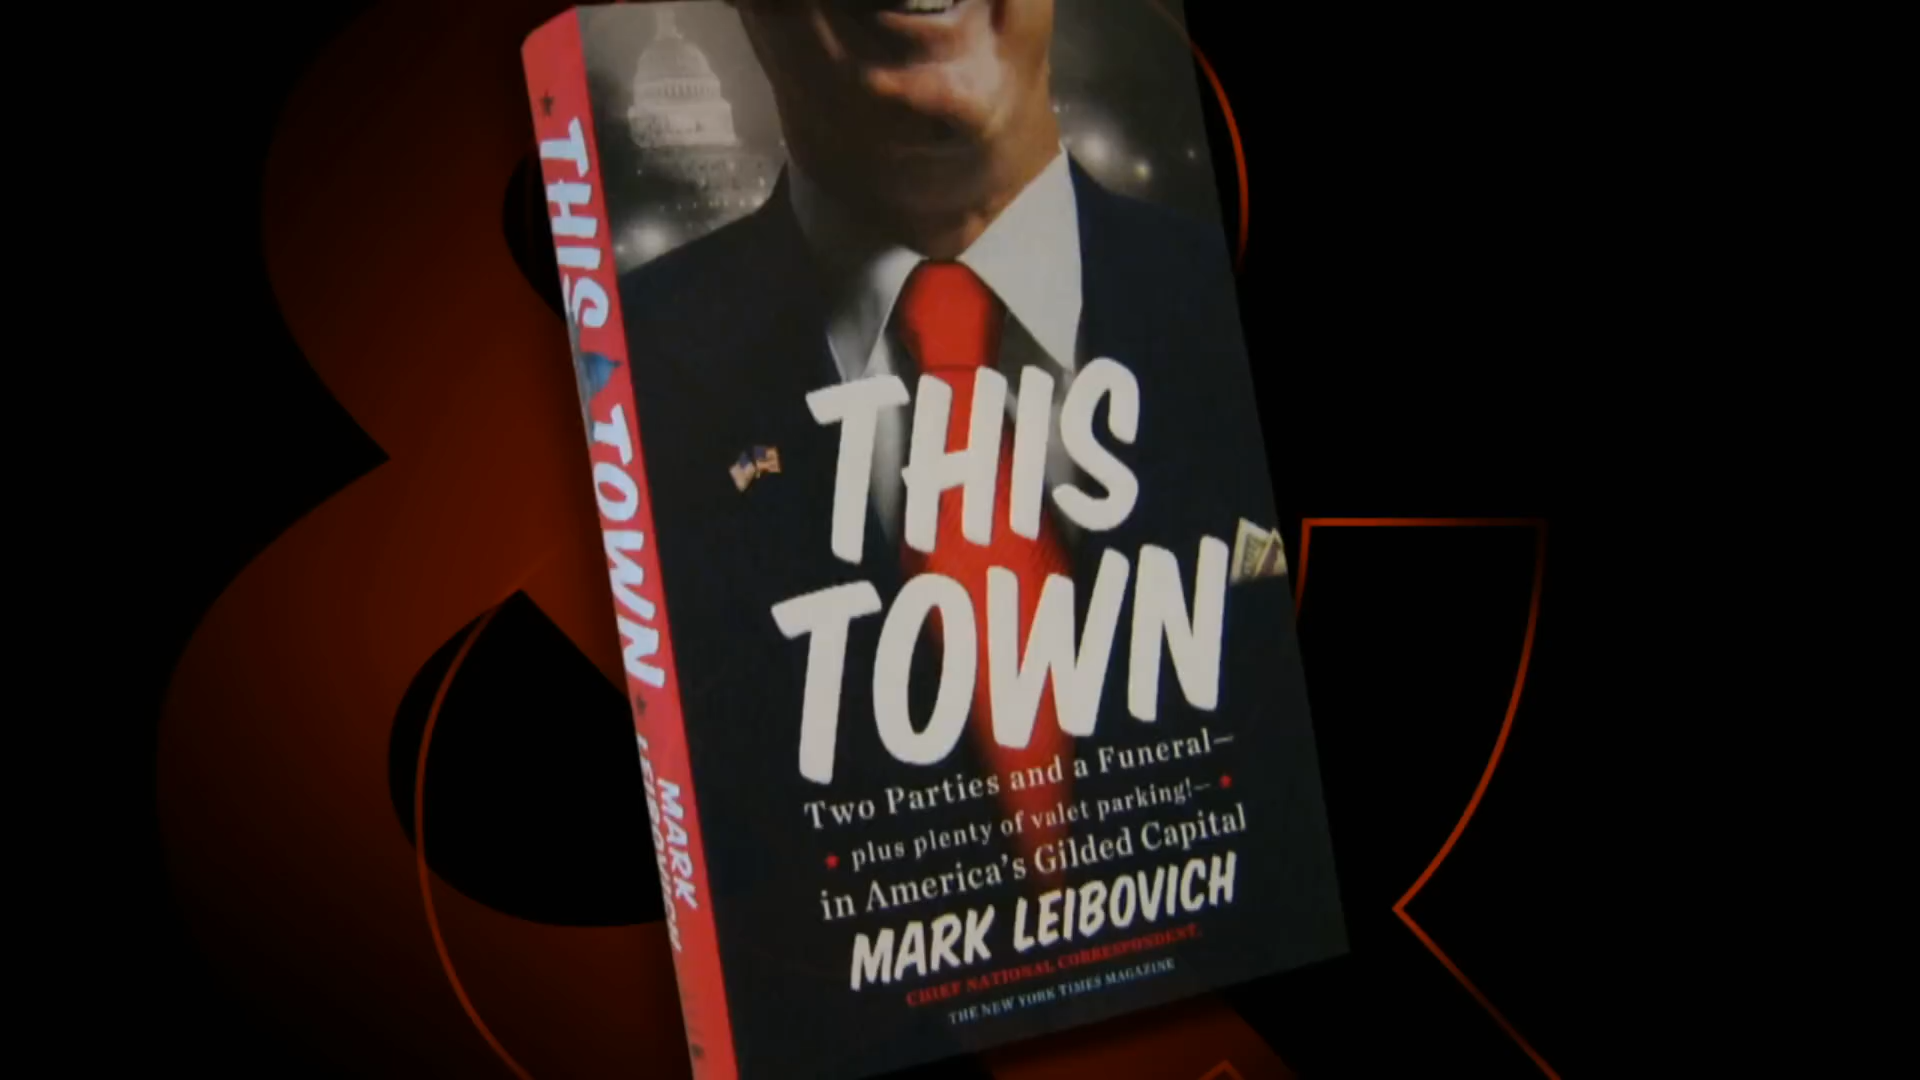 THIS TOWN
MARK
LEIBOVICH
THIS
TOWN
Two Parties and a Funeral—
plus plenty of valet parking!—
in America's Gilded Capital
MARK LEIBOVICH
CHIEF NATIONAL CORRESPONDENT,
THE NEW YORK TIMES MAGAZINE